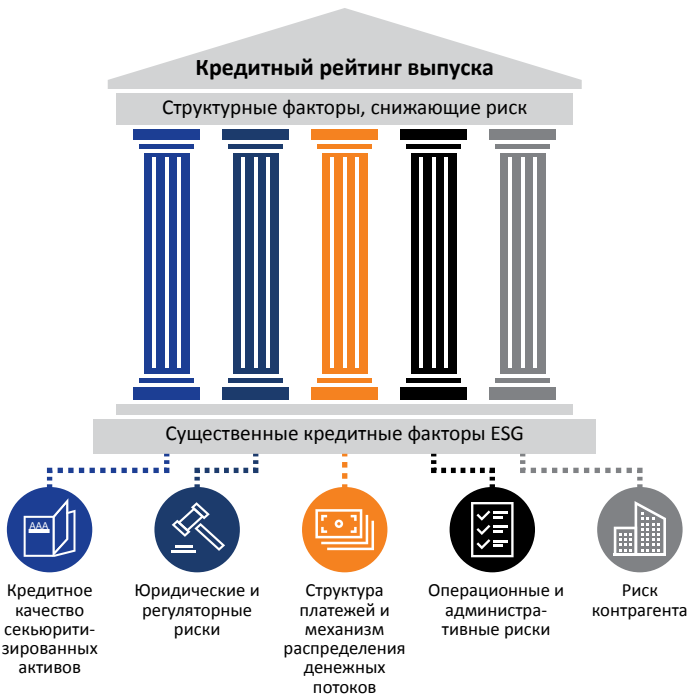 Кредитный рейтинг выпуска
Структурные факторы, снижающие риск
Существенные кредитные факторы ESG
AAA
Кредитное
качество
секьюрити-
зированных
активов
Юридические и
регуляторные
риски
Структура
платежей и
механизм
распределения
денежных
потоков
Операционные и
администра-
тивные риски
Риск
контрагента